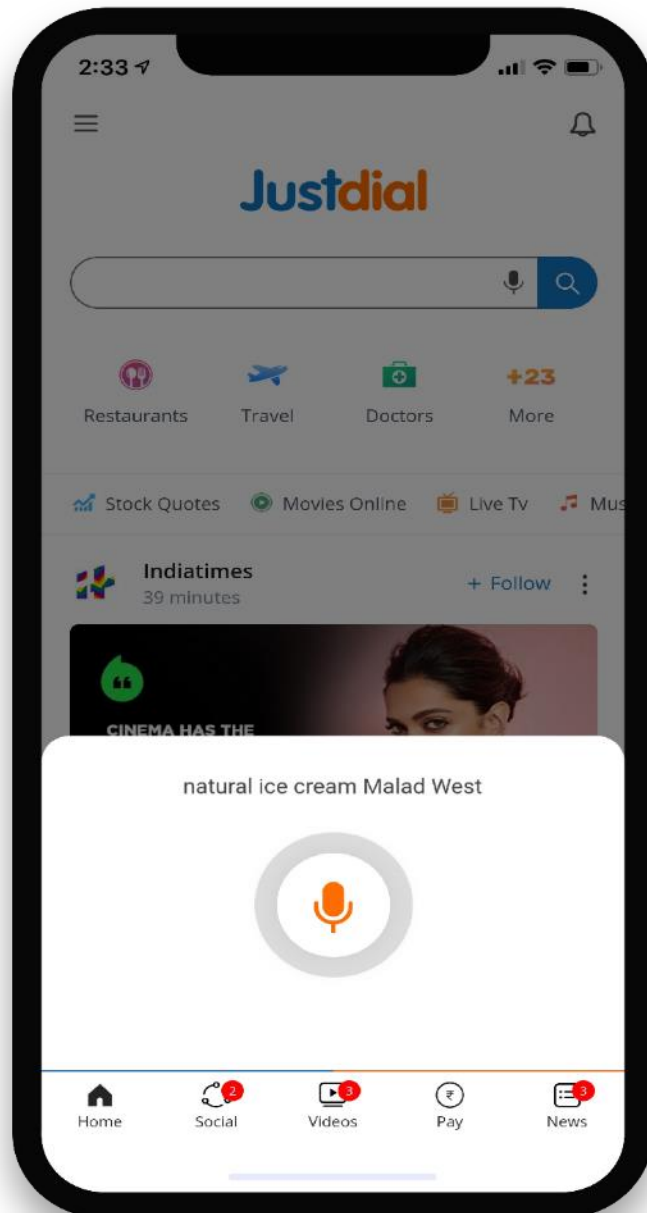 2:33
Justdial
Restaurants Travel Doctors +23 More
Stock Quotes Movies Online Live Tv Mus
Indiatimes
39 minutes
+ Follow
CINEMA HAS THE
natural ice cream Malad West
2 3 3
Home Social Videos Pay News